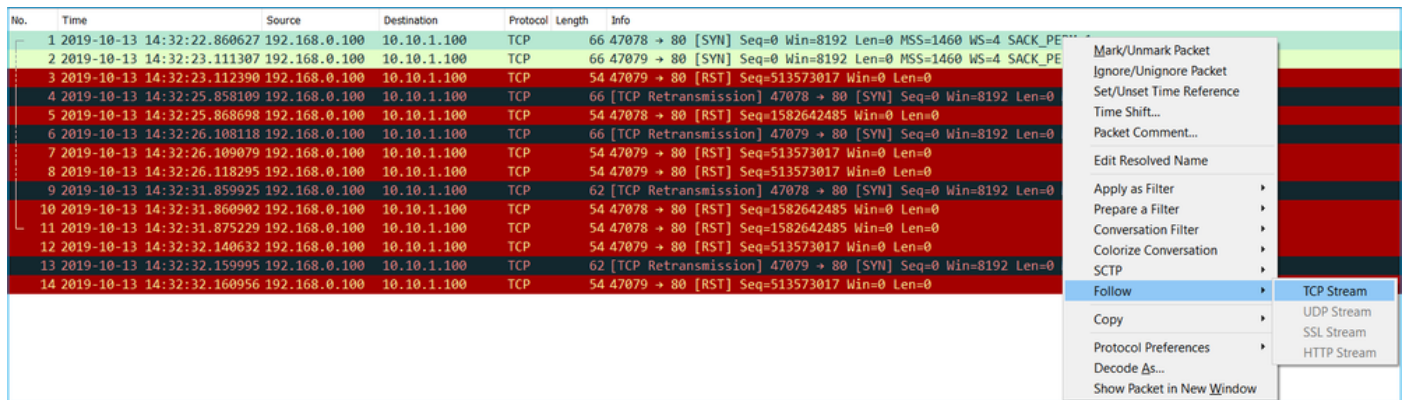 No. Time Source Destination Protocol Length Info
1 2019-10-13 14:32:22.860627 192.168.0.100 10.10.1.100 TCP 66 47078 → 80 [SYN] Seq=0 Win=8192 Len=0 MSS=1460 WS=4
2 2019-10-13 14:32:23.111307 192.168.0.100 10.10.1.100 TCP 66 47079 → 80 [SYN] Seq=0 Win=8192 Len=0 MSS=1460 WS=4 SACK_PE
3 2019-10-13 14:32:23.112390 192.168.0.100 10.10.1.100 TCP 54 47079 → 80 [RST] Seq=513573017 Win=0 Len=0
4 2019-10-13 14:32:25.858109 192.168.0.100 10.10.1.100 TCP 66 [TCP Retransmission] 47078 → 80 [SYN] Seq=0 Win=8192 Len=0
5 2019-10-13 14:32:25.868698 192.168.0.100 10.10.1.100 TCP 54 47078 → 80 [RST] Seq=1582642485 Win=0 Len=0
6 2019-10-13 14:32:26.108118 192.168.0.100 10.10.1.100 TCP 66 [TCP Retransmission] 47079 → 80 [SYN] Seq=0 Win=8192 Len=0
7 2019-10-13 14:32:26.109079 192.168.0.100 10.10.1.100 TCP 54 47079 → 80 [RST] Seq=513573017 Win=0 Len=0
8 2019-10-13 14:32:26.118295 192.168.0.100 10.10.1.100 TCP 54 47079 → 80 [RST] Seq=513573017 Win=0 Len=0
9 2019-10-13 14:32:31.859925 192.168.0.100 10.10.1.100 TCP 62 [TCP Retransmission] 47078 → 80 [SYN] Seq=0 Win=8192 Len=0
10 2019-10-13 14:32:31.860902 192.168.0.100 10.10.1.100 TCP 54 47078 → 80 [RST] Seq=1582642485 Win=0 Len=0
11 2019-10-13 14:32:31.875229 192.168.0.100 10.10.1.100 TCP 54 47078 → 80 [RST] Seq=1582642485 Win=0 Len=0
12 2019-10-13 14:32:32.140632 192.168.0.100 10.10.1.100 TCP 54 47079 → 80 [RST] Seq=513573017 Win=0 Len=0
13 2019-10-13 14:32:32.159995 192.168.0.100 10.10.1.100 TCP 62 [TCP Retransmission] 47079 → 80 [SYN] Seq=0 Win=8192 Len=0
14 2019-10-13 14:32:32.160956 192.168.0.100 10.10.1.100 TCP 54 47079 → 80 [RST] Seq=513573017 Win=0 Len=0
Mark/Unmark Packet
Ignore/Unignore Packet
Set/Unset Time Reference
Time Shift...
Packet Comment...
Edit Resolved Name
Apply as Filter
Prepare a Filter
Conversation Filter
Colorize Conversation
SCTP
Follow
Copy
Protocol Preferences
Decode As...
Show Packet in New Window
TCP Stream
UDP Stream
SSL Stream
HTTP Stream